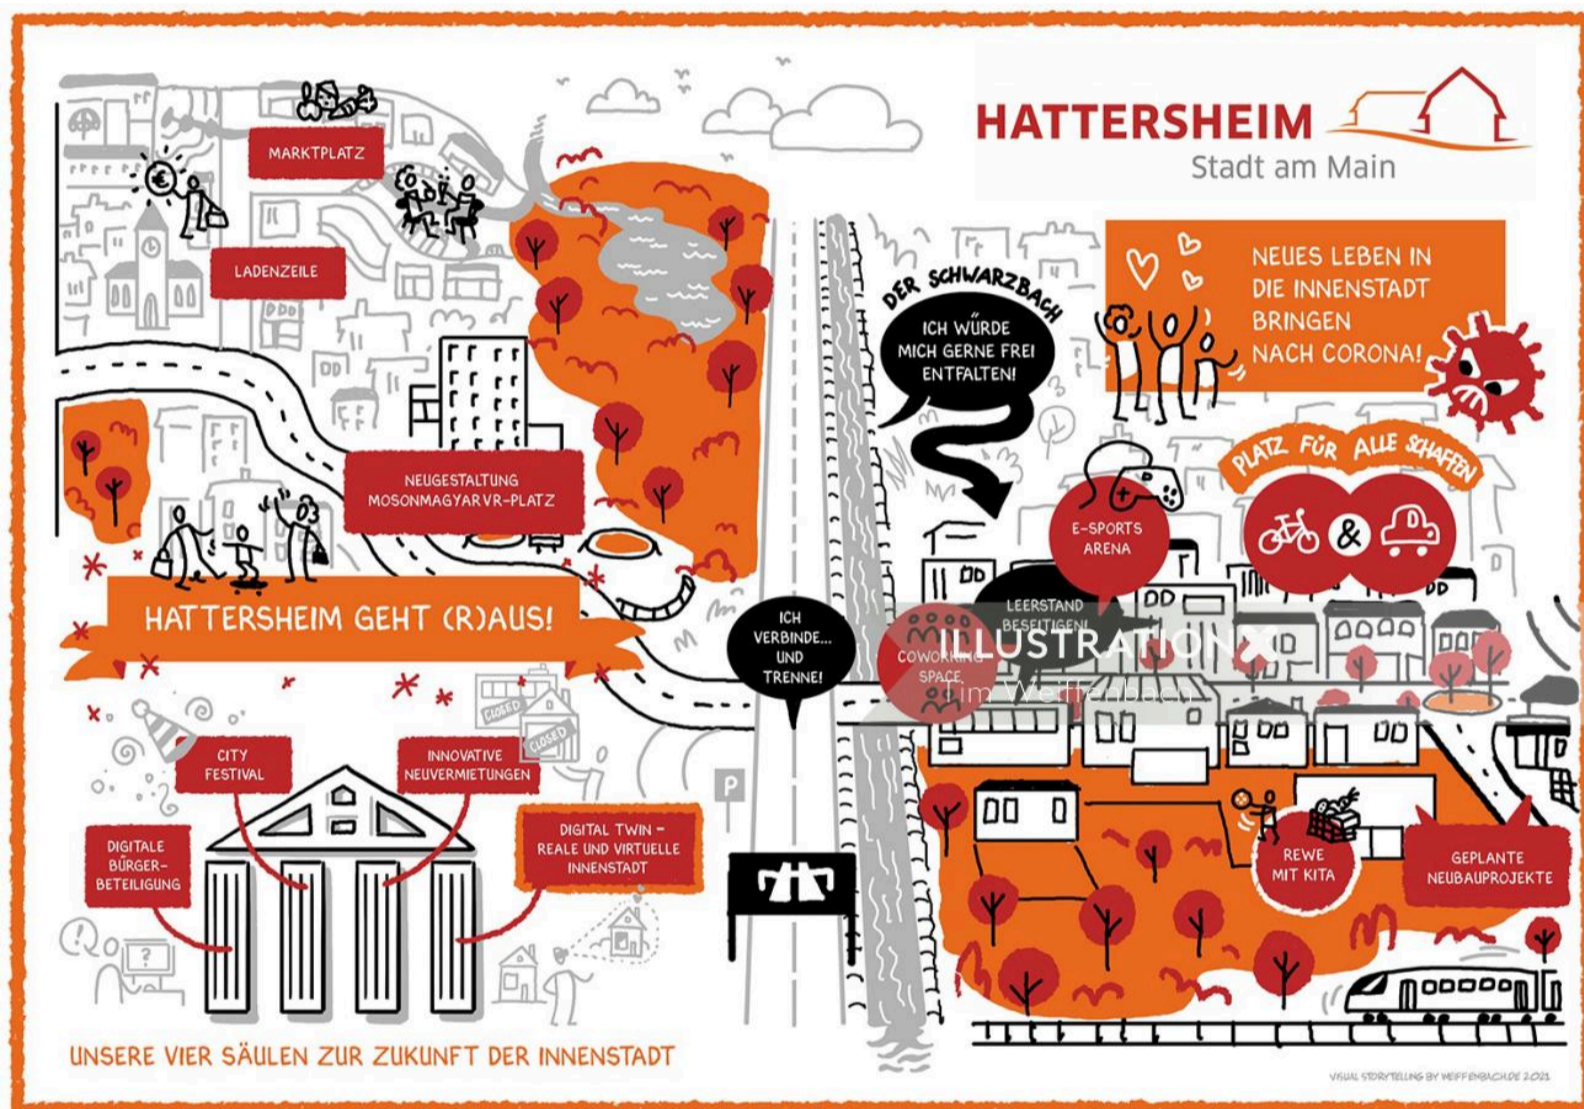 HATTERSHEIM
Stadt am Main
MARKTPLATZ
LADENZEILE
DER SCHWARZBACH
ICH WÜRDE
MICH GERNE FREI
ENTFALTEN!
NEUES LEBEN IN
DIE INNENSTADT
BRINGEN
NACH CORONA!
PLATZ FÜR ALLE SCHAFFEN
&
E-SPORTS
ARENA
NEUGESTALTUNG
MOSONMAGYARVR-PLATZ
HATTERSHEIM GEHT (R)AUS!
ICH
VERBINDE...
UND
TRENNE!
LEERSTAND
BESEITIGEN!
COWORKING
SPACE
ILLUSTRATIONX
Tim Weiffenbach
CLOSED
CLOSED
CITY
FESTIVAL
INNOVATIVE
NEUVERMIETUNGEN
DIGITALE
BÜRGER-
BETEILIGUNG
DIGITAL TWIN –
REALE UND VIRTUELLE
INNENSTADT
P
REWE
MIT KITA
GEPLANTE
NEUBAUPROJEKTE
UNSERE VIER SÄULEN ZUR ZUKUNFT DER INNENSTADT
VISUAL STORYTELLING BY WEIFFENBACH.DE 2021